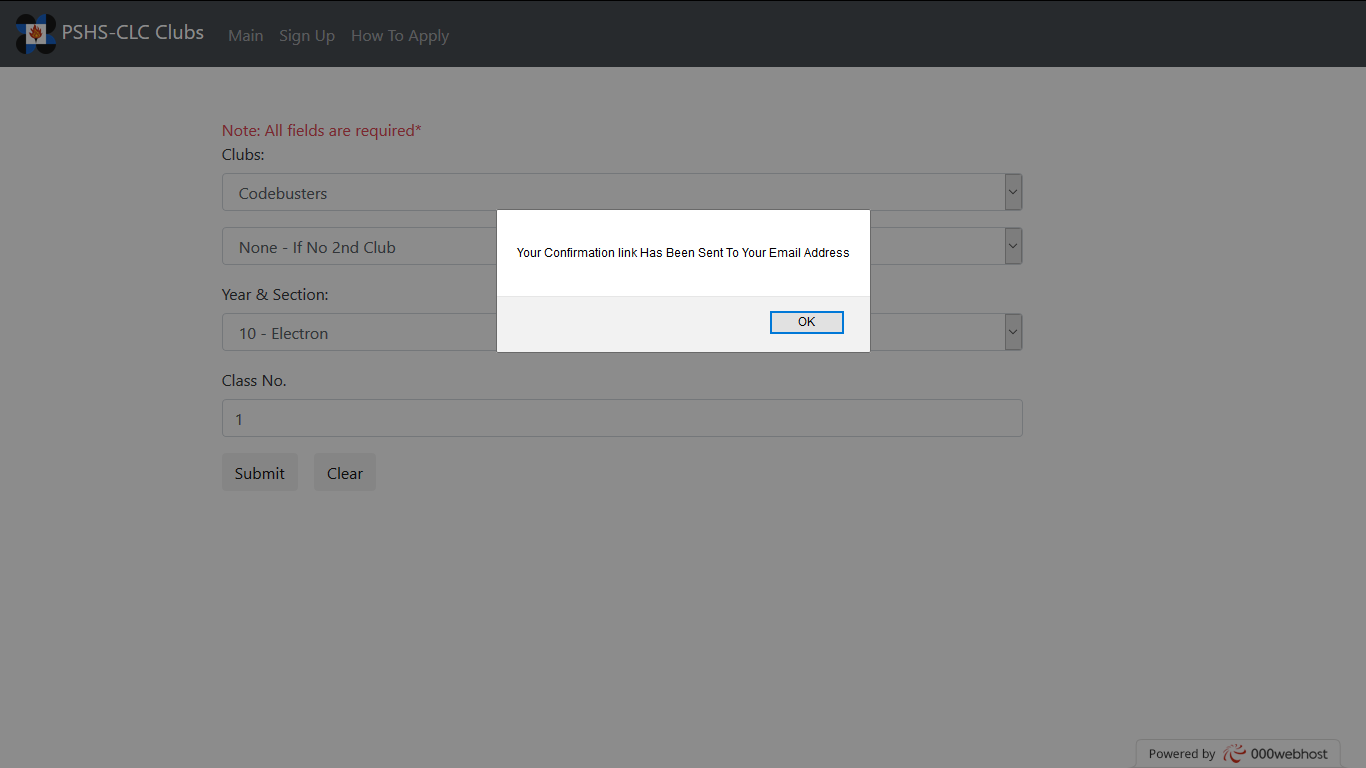 PSHS-CLC Clubs Main Sign Up How To Apply
Note: All fields are required*
Clubs:
Codebusters
None - If No 2nd Club
Your Confirmation link Has Been Sent To Your Email Address
OK
Year & Section:
10 - Electron
Class No.
1
Submit Clear
Powered by 000webhost